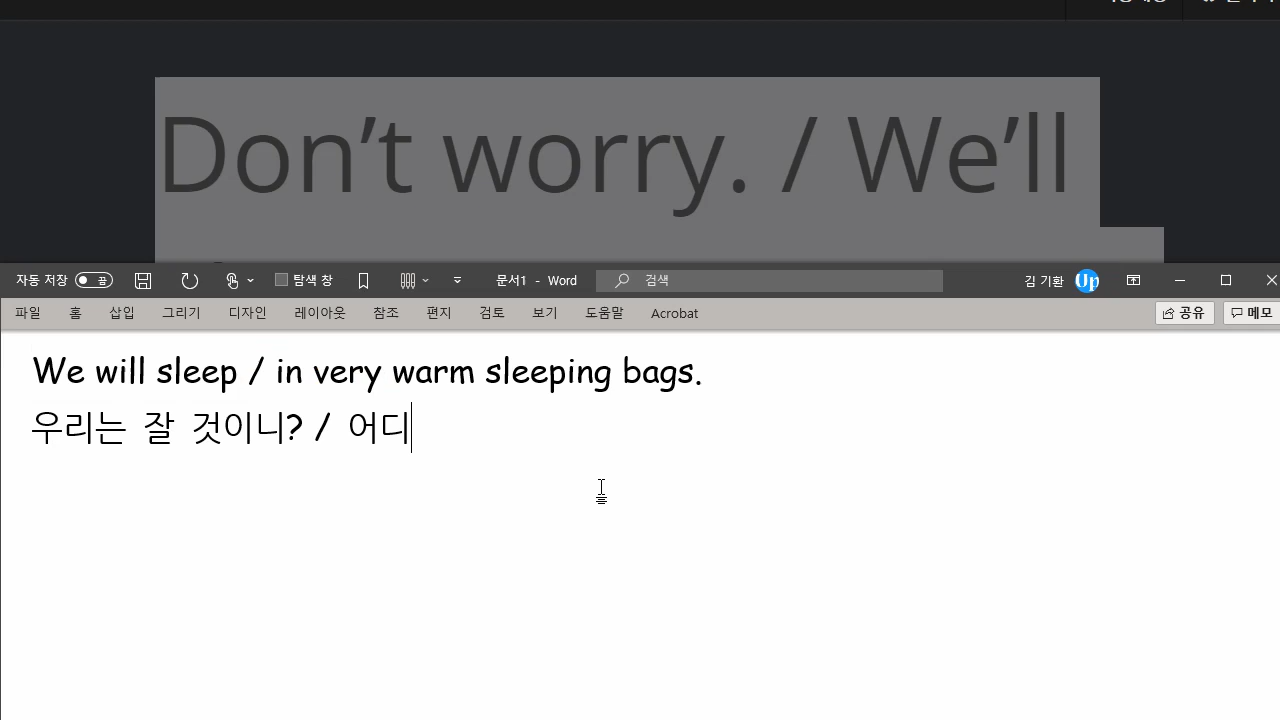 Don’t worry. / We’ll
자동 저장 끔 탐색 창 문서1 - Word 검색 김 기환 Up
파일 홈 삽입 그리기 디자인 레이아웃 참조 편지 검토 보기 도움말 Acrobat 공유 메모
We will sleep / in very warm sleeping bags.
우리는 잘 것이니? / 어디